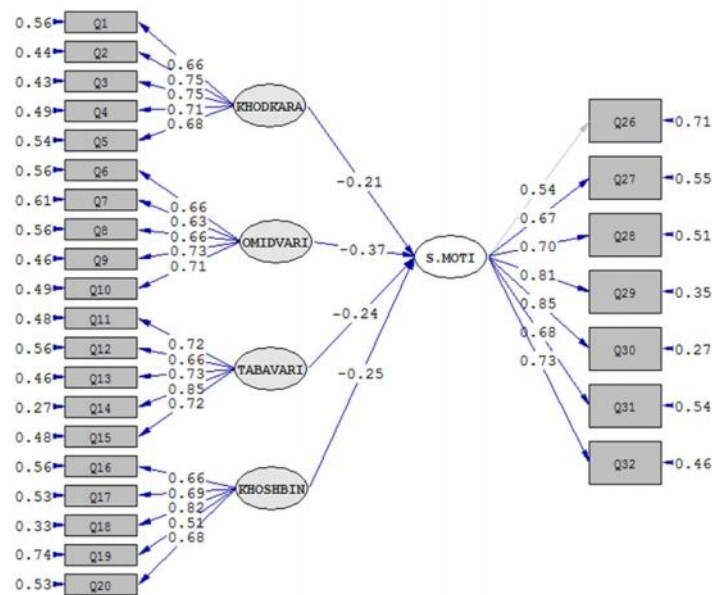 0.56 Q1
0.44 Q2
0.43 Q3
0.49 Q4
0.54 Q5
0.66
0.75
0.75
0.71
0.68
KHODKARA
0.56 Q6
0.61 Q7
0.56 Q8
0.46 Q9
0.49 Q10
0.66
0.63
0.66
0.73
0.71
OMIDVARI
0.48 Q11
0.56 Q12
0.46 Q13
0.27 Q14
0.48 Q15
0.72
0.66
0.73
0.85
0.72
TABAVARI
0.56 Q16
0.53 Q17
0.33 Q18
0.74 Q19
0.53 Q20
0.66
0.69
0.82
0.51
0.68
KHOSHBIN
-0.21
-0.37
-0.24
-0.25
S.MOTI
0.54
0.67
0.70
0.81
0.85
0.68
0.73
Q26 0.71
Q27 0.55
Q28 0.51
Q29 0.35
Q30 0.27
Q31 0.54
Q32 0.46